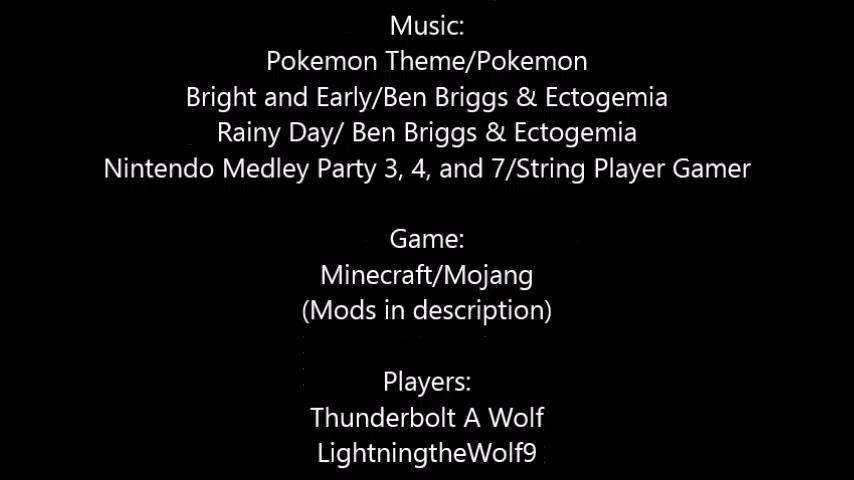 Music:
Pokemon Theme/Pokemon
Bright and Early/Ben Briggs & Ectogemia
Rainy Day/ Ben Briggs & Ectogemia
Nintendo Medley Party 3, 4, and 7/String Player Gamer
Game:
Minecraft/Mojang
(Mods in description)
Players:
Thunderbolt A Wolf
LightningtheWolf9